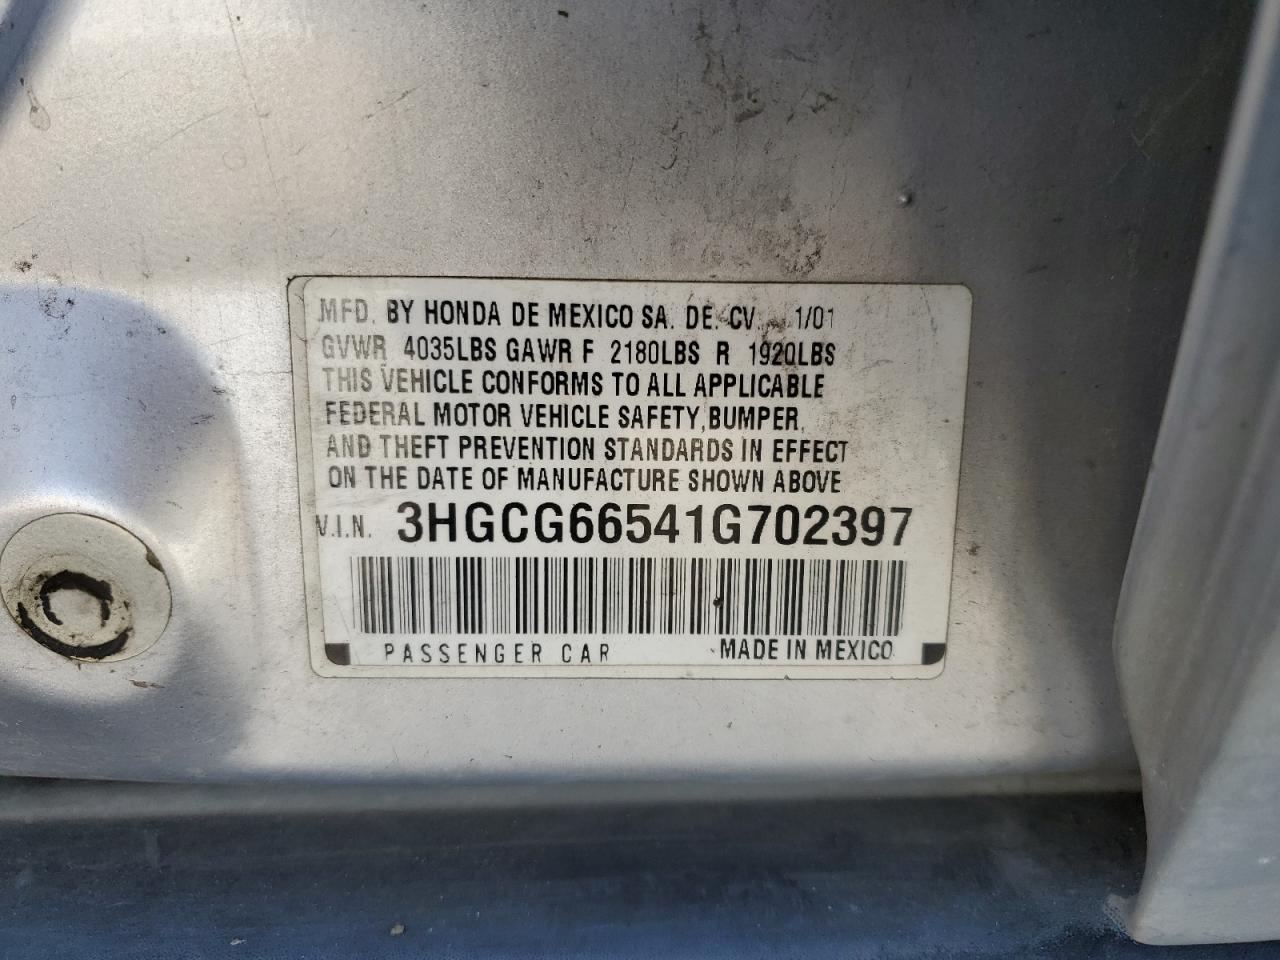 MFD. BY HONDA DE MEXICO SA. DE. CV. 1/01
GVWR 4035LBS GAWR F 2180LBS R 1920LBS
THIS VEHICLE CONFORMS TO ALL APPLICABLE
FEDERAL MOTOR VEHICLE SAFETY, BUMPER,
AND THEFT PREVENTION STANDARDS IN EFFECT
ON THE DATE OF MANUFACTURE SHOWN ABOVE
V.I.N. 3HGCG66541G702397
PASSENGER CAR MADE IN MEXICO